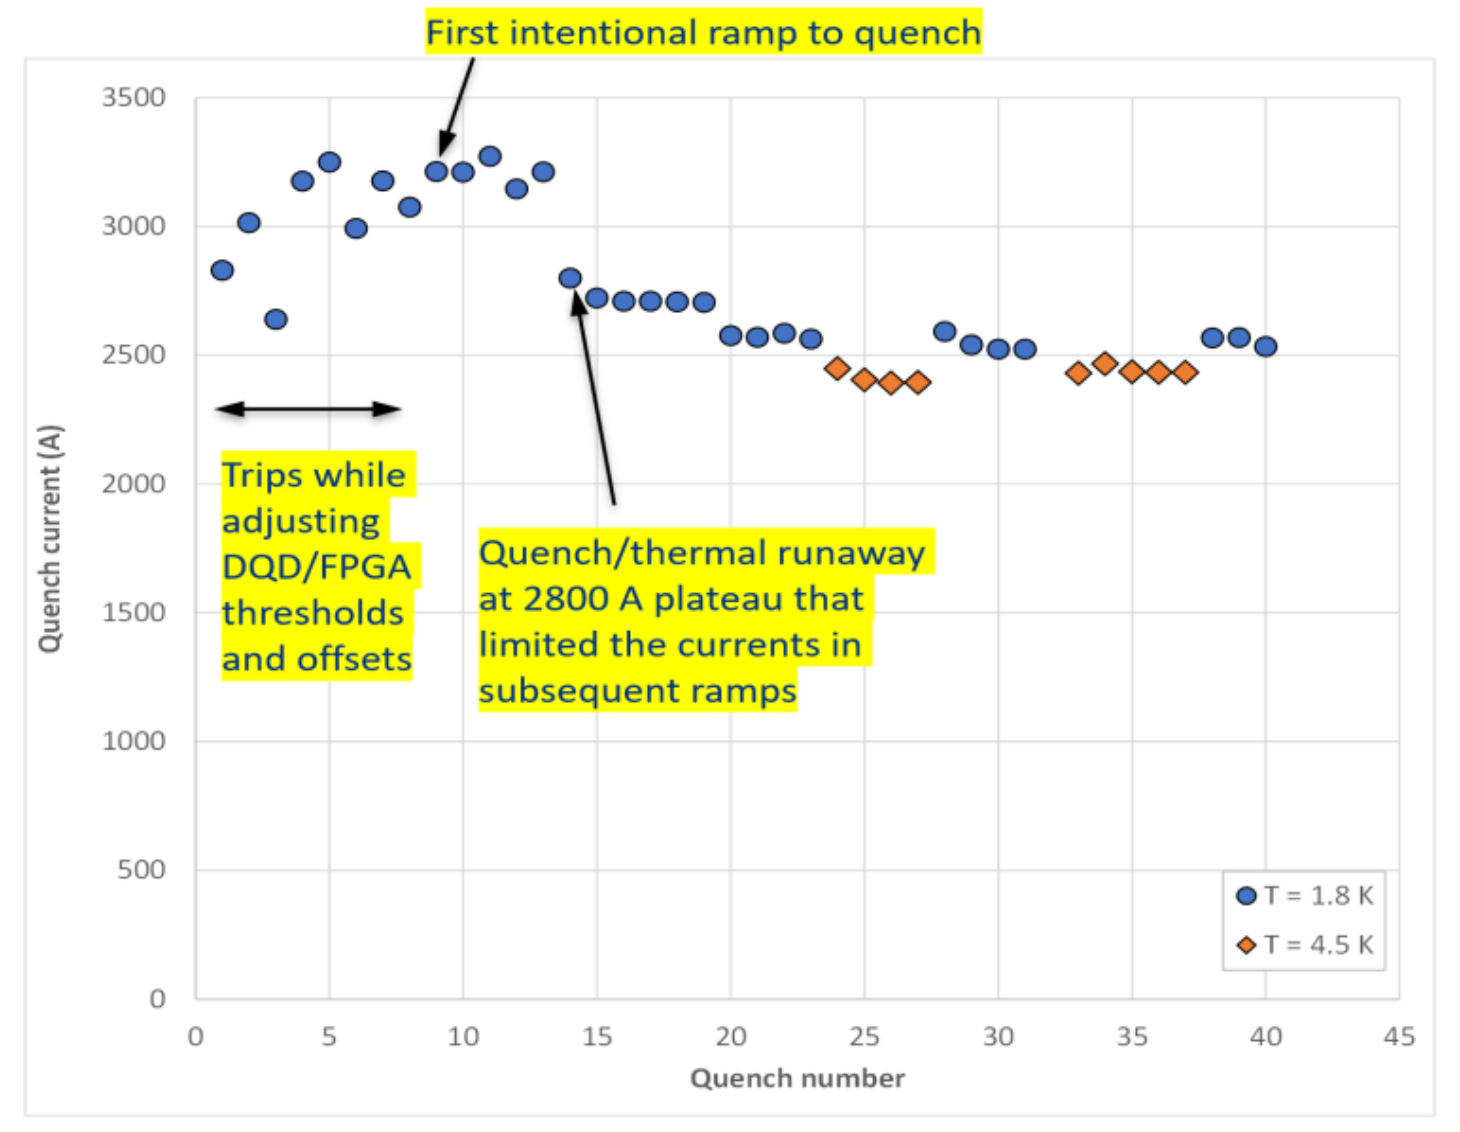 First intentional ramp to quench
3500
3000
2500
2000
1500
1000
500
0
Quench current (A)
Trips while
adjusting
DQD/FPGA
thresholds
and offsets
Quench/thermal runaway
at 2800 A plateau that
limited the currents in
subsequent ramps
T = 1.8 K
T = 4.5 K
0 5 10 15 20 25 30 35 40 45
Quench number